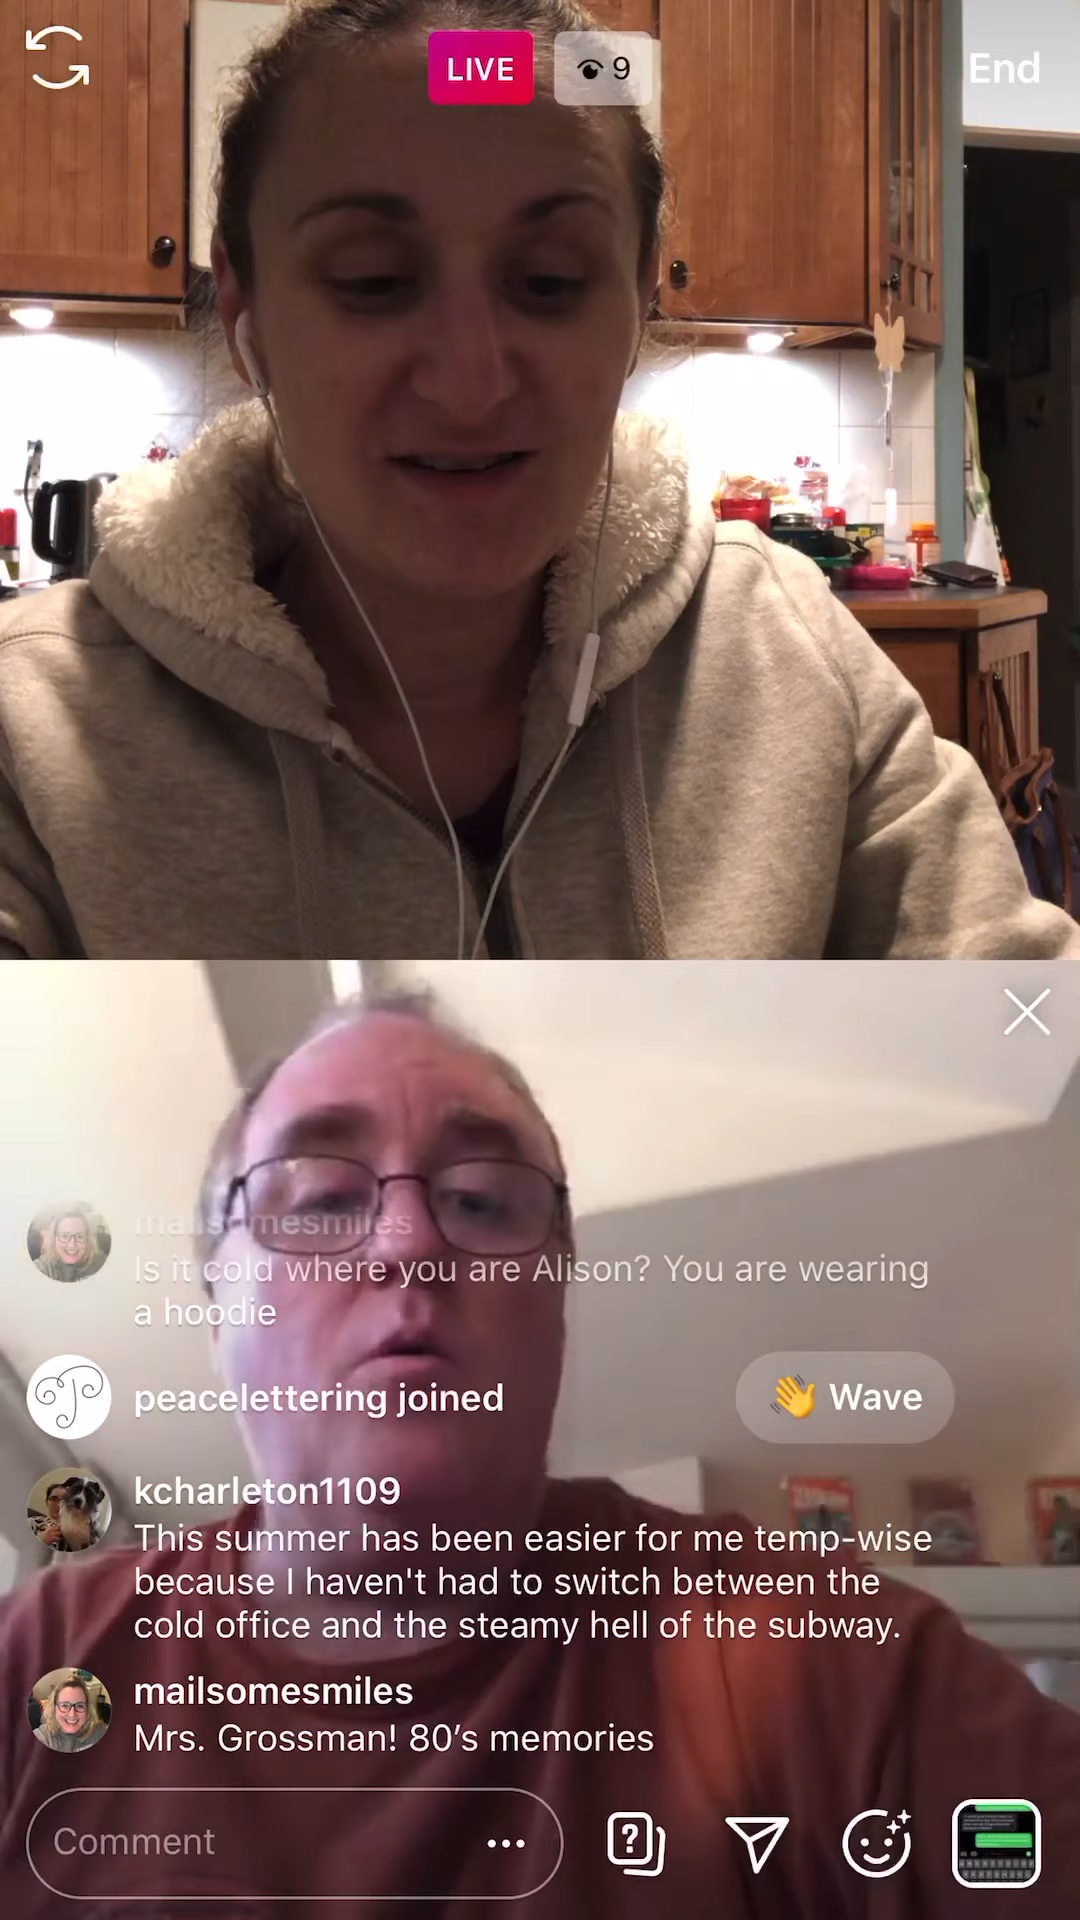 LIVE
9
End
mailsomesmiles
Is it cold where you are Alison? You are wearing
a hoodie
peacelettering joined
👋 Wave
kcharleton1109
This summer has been easier for me temp-wise
because I haven't had to switch between the
cold office and the steamy hell of the subway.
mailsomesmiles
Mrs. Grossman! 80’s memories
Comment